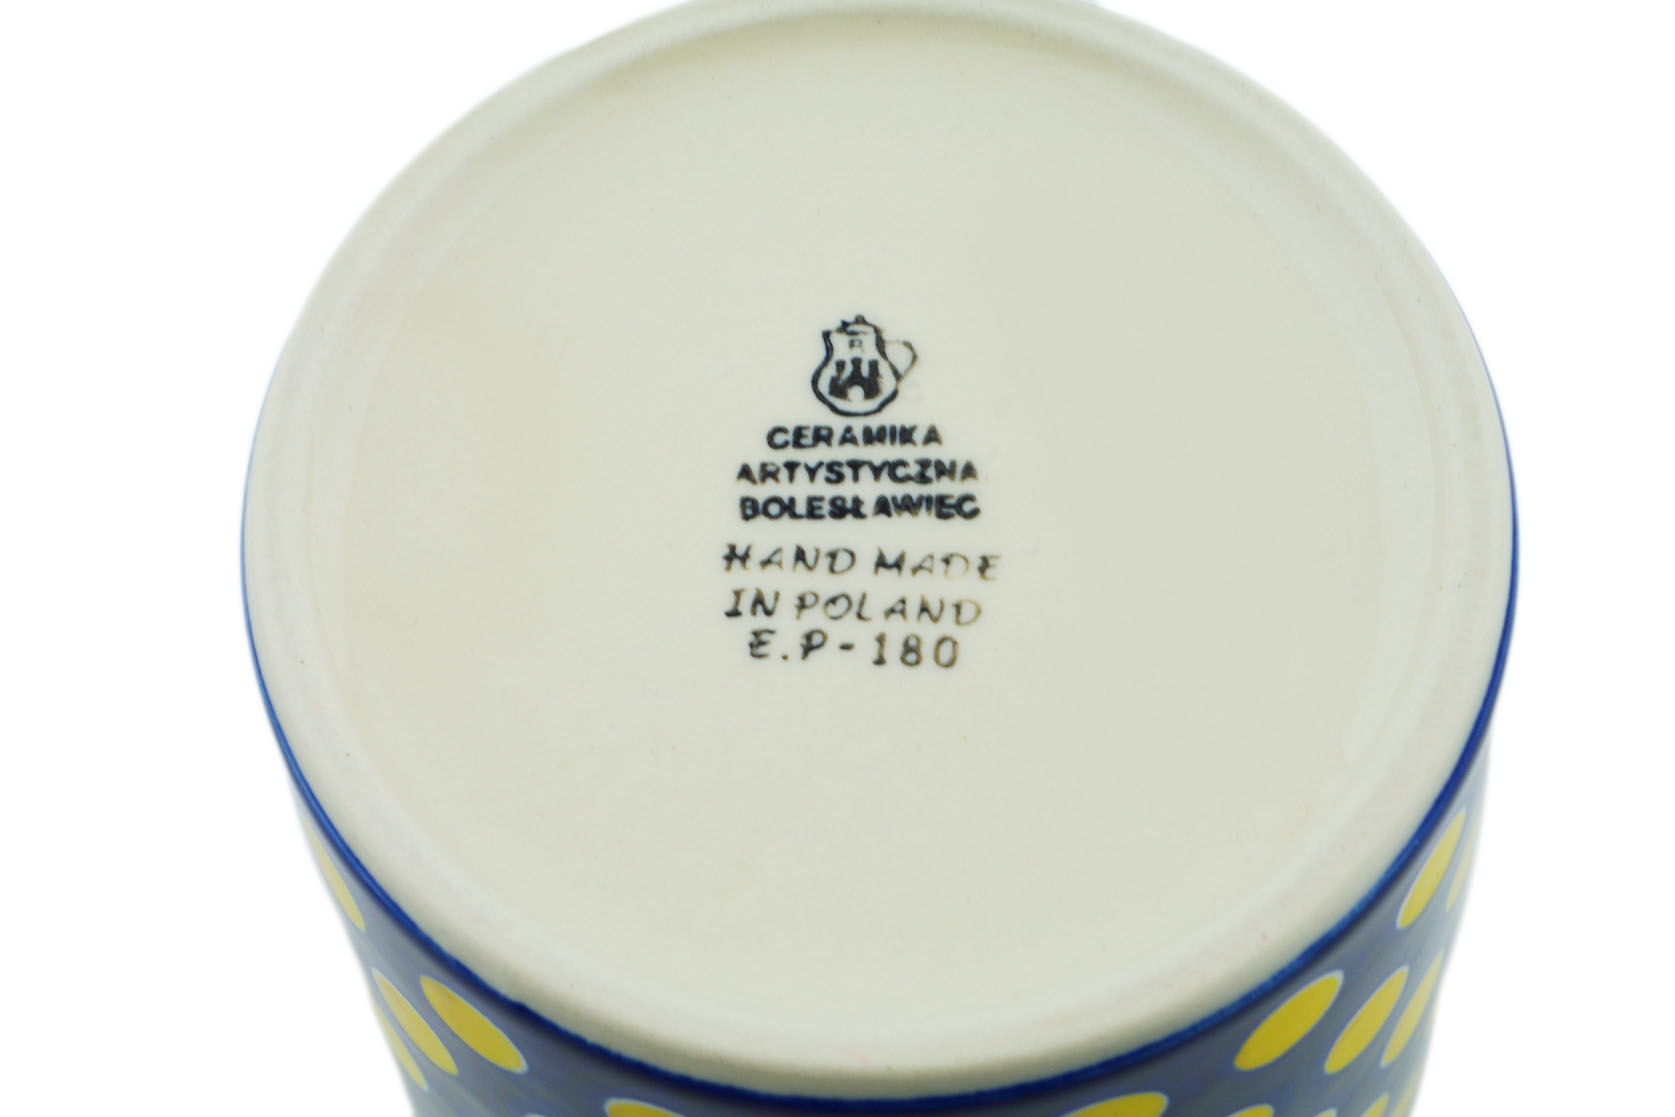 R
CERAMIKA
ARTYSTYCZNA
BOLESŁAWIEC
HAND MADE
IN POLAND
E.P-180